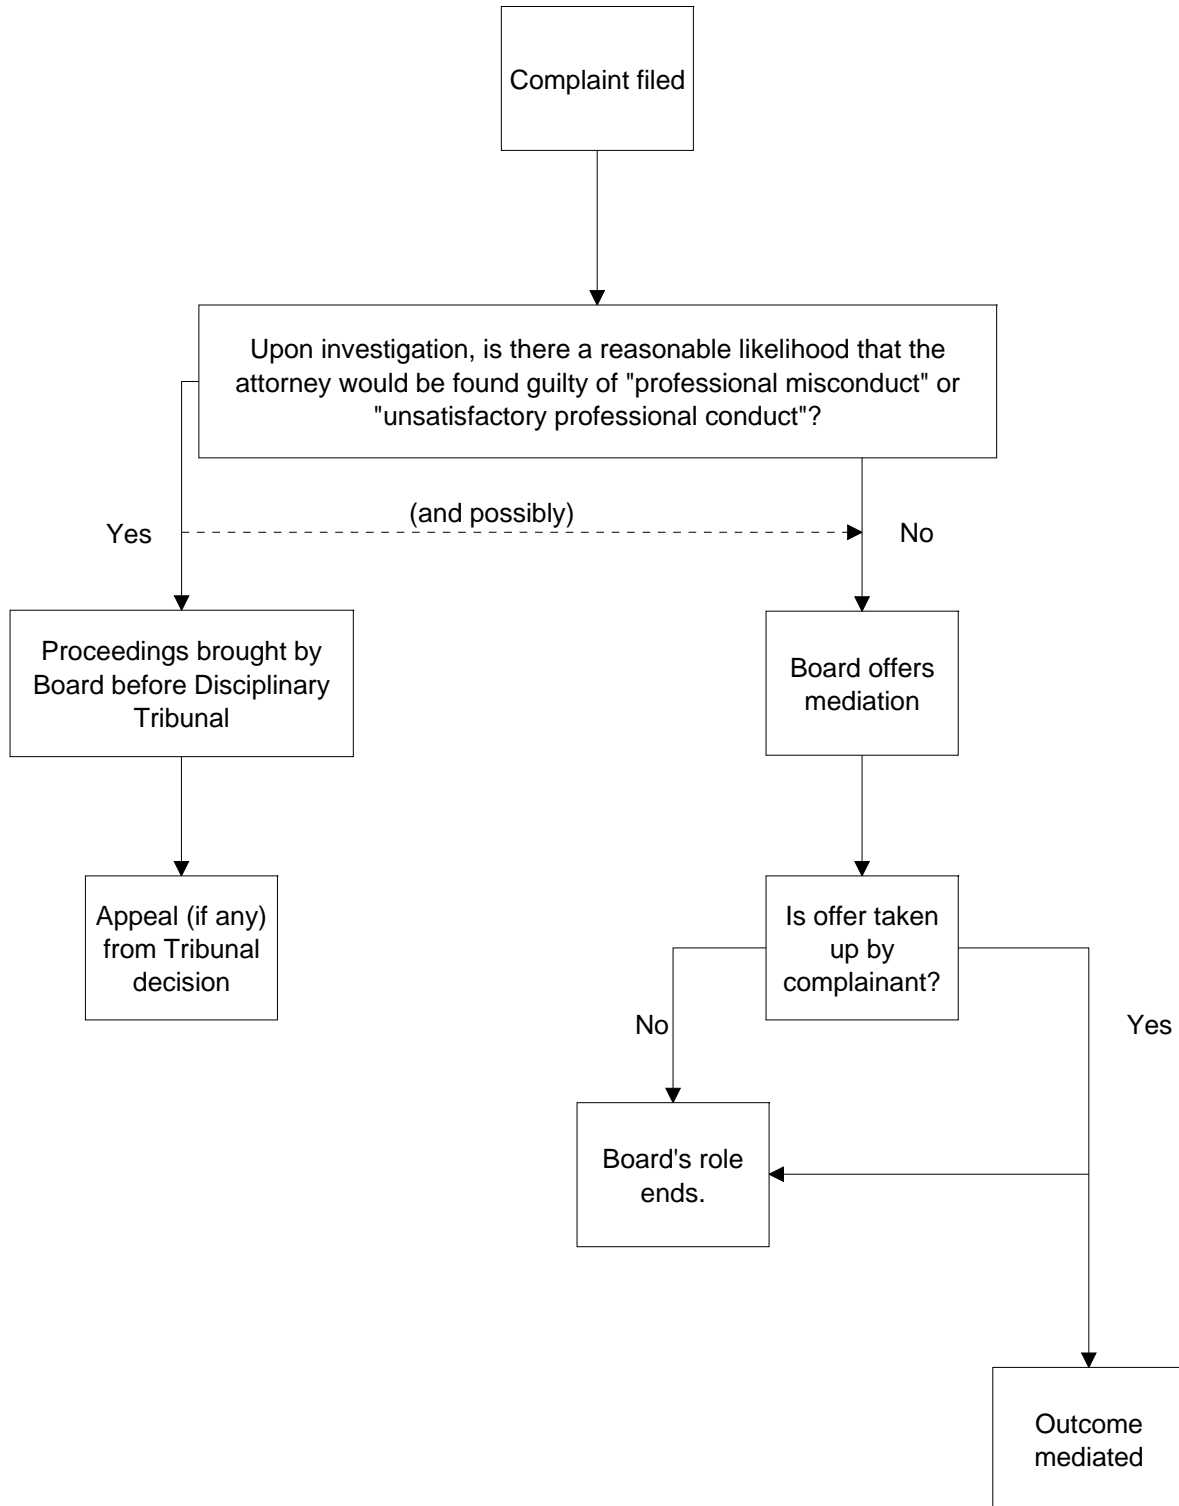 Complaint filed
Upon investigation, is there a reasonable likelihood that the
attorney would be found guilty of "professional misconduct" or
"unsatisfactory professional conduct"?
(and possibly)
Yes
No
Proceedings brought by
Board before Disciplinary
Tribunal
Board offers
mediation
Appeal (if any)
from Tribunal
decision
Is offer taken
up by
complainant?
No
Yes
Board's role
ends.
Outcome
mediated